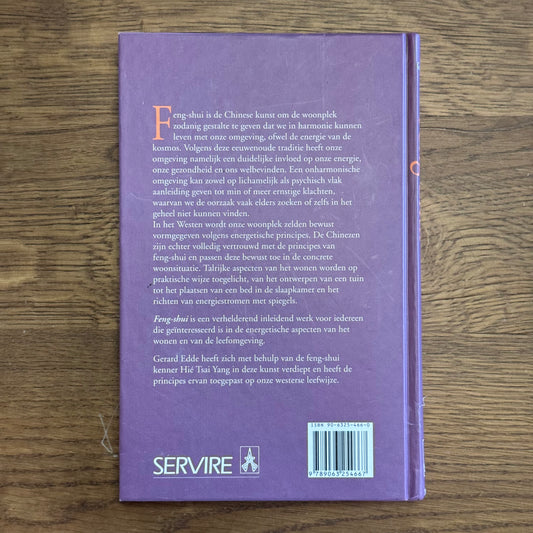 Feng-shui is de Chinese kunst om de woonplek
zodanig gestalte te geven dat we in harmonie kunnen
leven met onze omgeving, ofwel de energie van de
kosmos. Volgens deze eeuwenoude traditie heeft onze
omgeving namelijk een duidelijke invloed op onze energie,
onze gezondheid en ons welbevinden. Een onharmonische
omgeving kan zowel op lichamelijk als psychisch vlak
aanleiding geven tot min of meer ernstige klachten,
waarvan we de oorzaak vaak elders zoeken of zelfs in het
geheel niet kunnen vinden.
In het Westen wordt onze woonplek zelden bewust
vormgegeven volgens energetische principes. De Chinezen
zijn echter volledig vertrouwd met de principes van
feng-shui en passen deze bewust toe in de concrete
woonsituatie. Talrijke aspecten van het wonen worden op
praktische wijze toegelicht, van het ontwerpen van een tuin
tot het plaatsen van een bed in de slaapkamer en het
richten van energiestromen met spiegels.
Feng-shui is een verhelderend inleidend werk voor iedereen
die geïnteresseerd is in de energetische aspecten van het
wonen en van de leefomgeving.
Gerard Edde heeft zich met behulp van de feng-shui
kenner Hié Tsai Yang in deze kunst verdiept en heeft de
principes ervan toegepast op onze westerse leefwijze.
ISBN 90-6325-466-0
SERVIRE
9 789063 254667